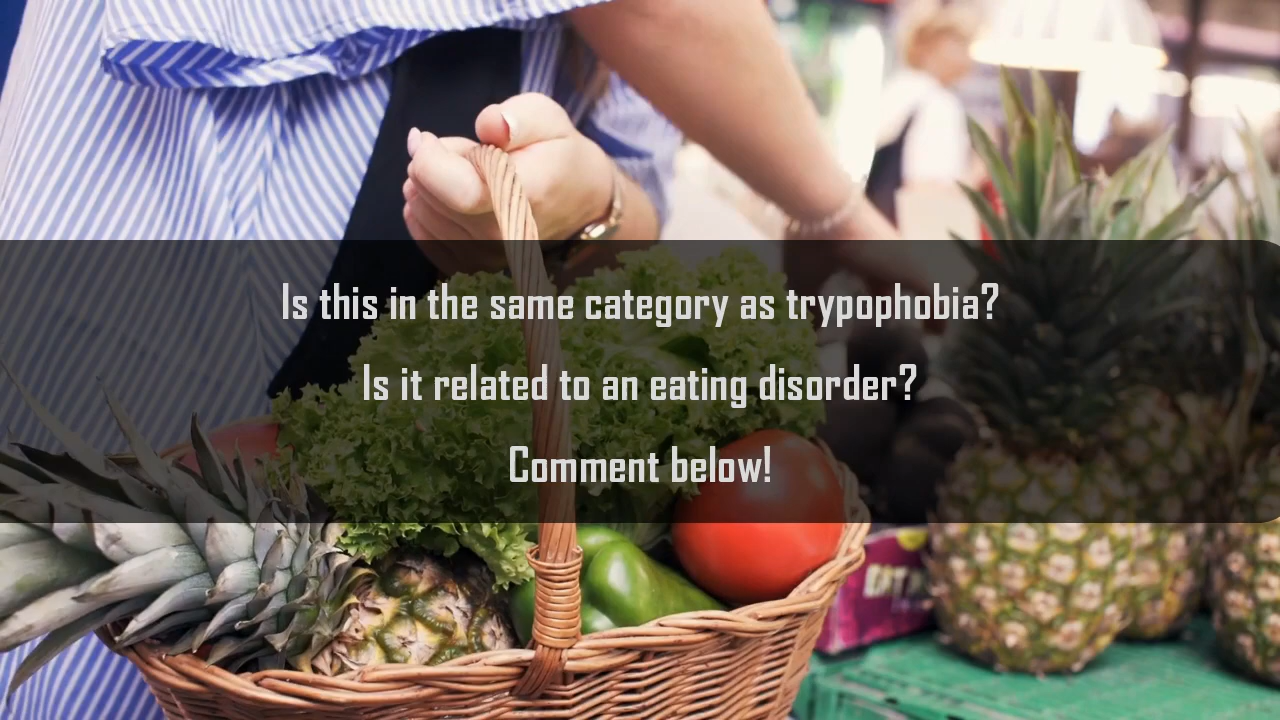 Is this in the same category as trypophobia?
Is it related to an eating disorder?
Comment below!